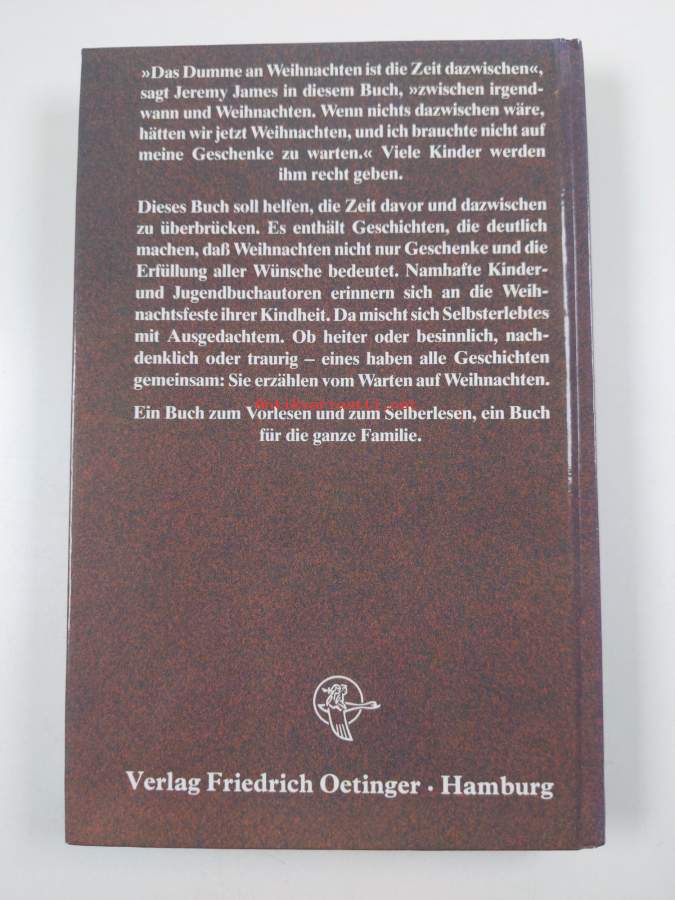 »Das Dumme an Weihnachten ist die Zeit dazwischen«,
sagt Jeremy James in diesem Buch, »zwischen irgend-
wann und Weihnachten. Wenn nichts dazwischen wäre,
hätten wir jetzt Weihnachten, und ich brauchte nicht auf
meine Geschenke zu warten.« Viele Kinder werden
ihm recht geben.
Dieses Buch soll helfen, die Zeit davor und dazwischen
zu überbrücken. Es enthält Geschichten, die deutlich
machen, daß Weihnachten nicht nur Geschenke und die
Erfüllung aller Wünsche bedeutet. Namhafte Kinder-
und Jugendbuchautoren erinnern sich an die Weih-
nachtsfeste ihrer Kindheit. Da mischt sich Selbsterlebtes
mit Ausgedachtem. Ob heiter oder besinnlich, nach-
denklich oder traurig – eines haben alle Geschichten
gemeinsam: Sie erzählen vom Warten auf Weihnachten.
Ein Buch zum Vorlesen und zum Selberlesen, ein Buch
für die ganze Familie.
Verlag Friedrich Oetinger · Hamburg